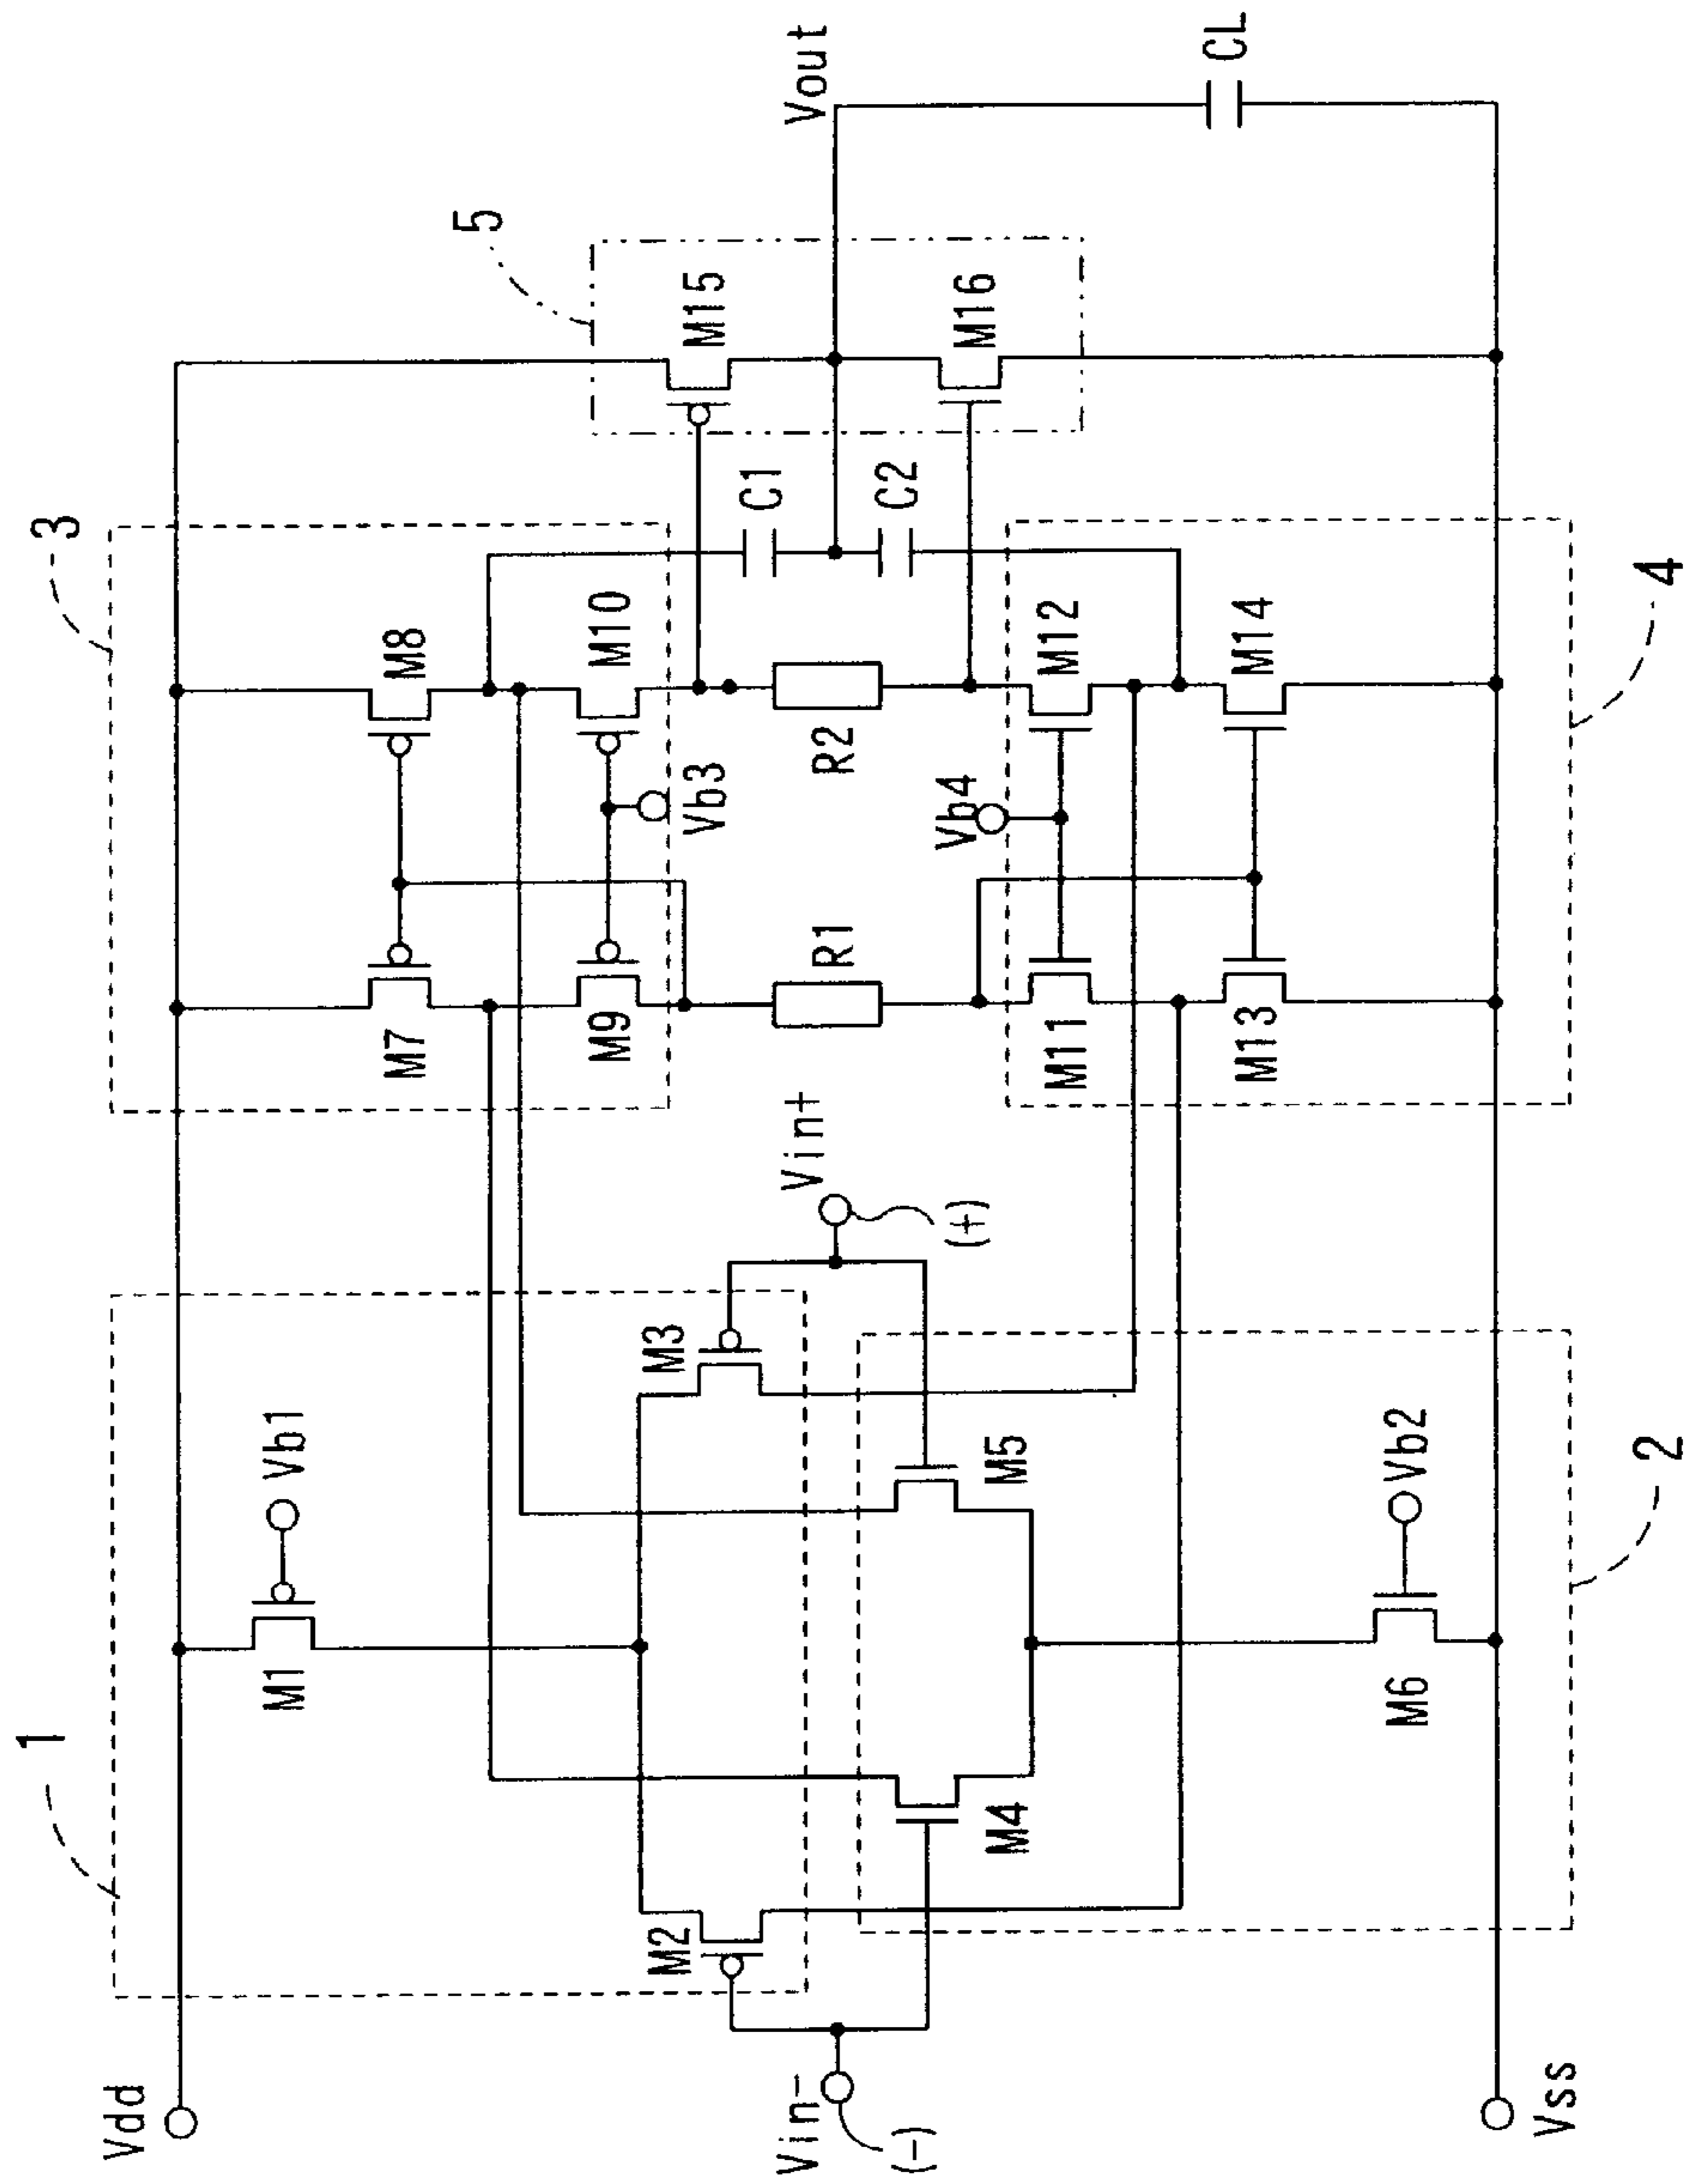 Vdd
Vss
Vin-
(-)
Vin+
(+)
Vout
CL
1
2
3
4
5
Vb1
Vb2
Vb3
Vb4
M1
M2
M3
M4
M5
M6
M7
M8
M9
M10
M11
M12
M13
M14
M15
M16
R1
R2
C1
C2